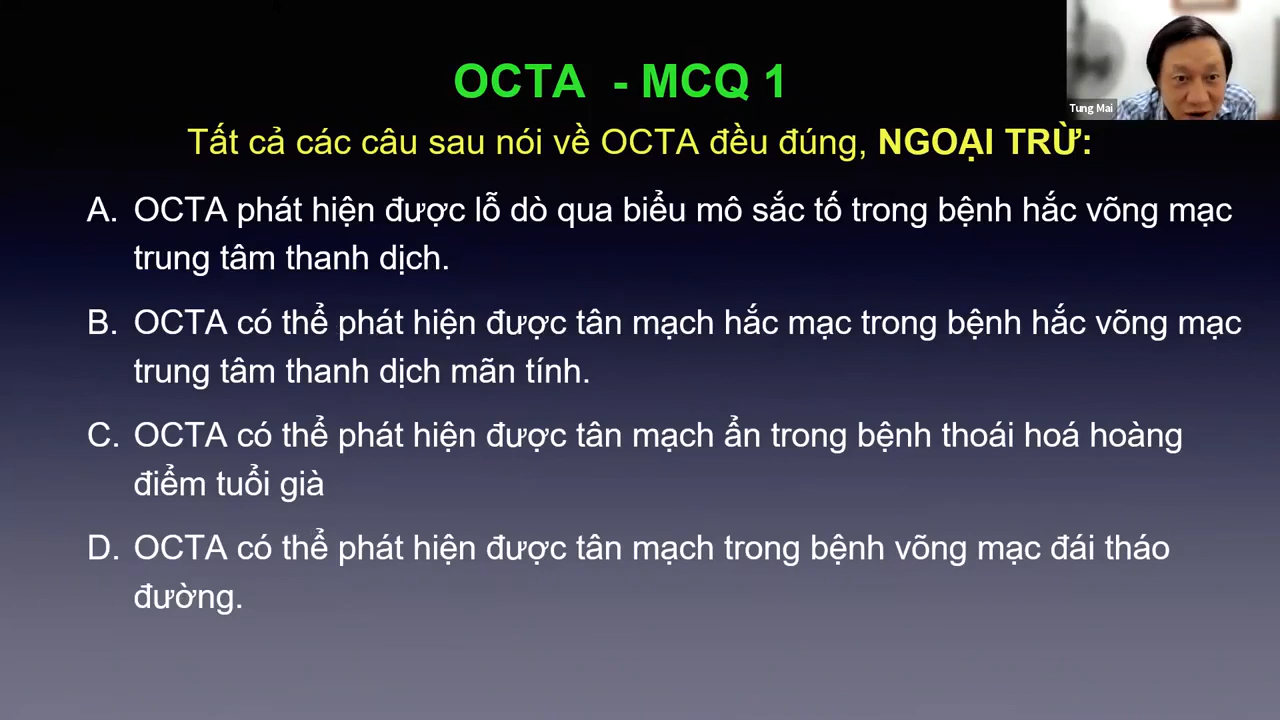 OCTA - MCQ 1
Tung Mai
Tất cả các câu sau nói về OCTA đều đúng, NGOẠI TRỪ:
A. OCTA phát hiện được lỗ dò qua biểu mô sắc tố trong bệnh hắc võng mạc
trung tâm thanh dịch.
B. OCTA có thể phát hiện được tân mạch hắc mạc trong bệnh hắc võng mạc
trung tâm thanh dịch mãn tính.
C. OCTA có thể phát hiện được tân mạch ẩn trong bệnh thoái hoá hoàng
điểm tuổi già
D. OCTA có thể phát hiện được tân mạch trong bệnh võng mạc đái tháo
đường.